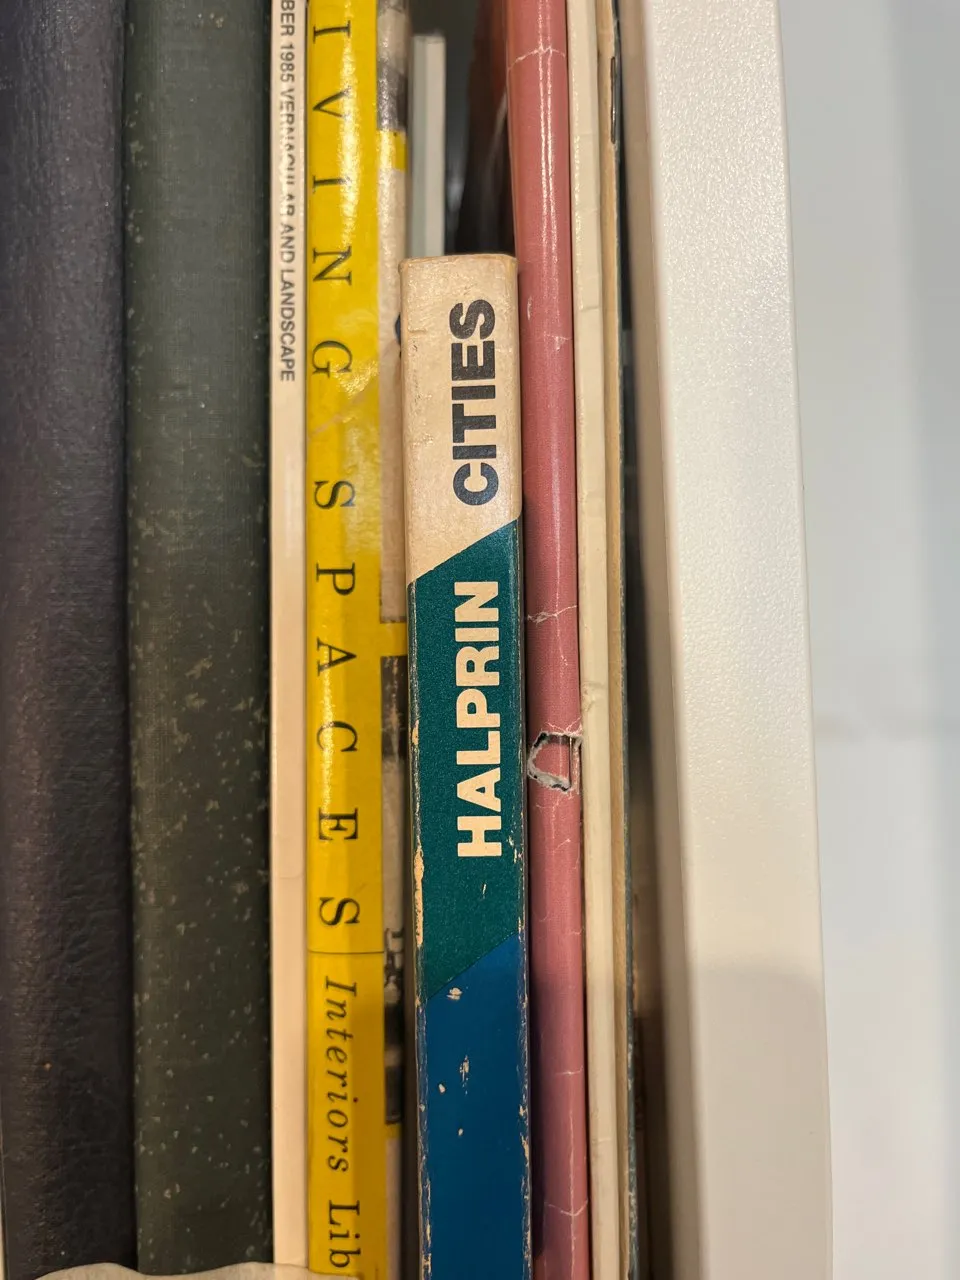 BER 1985 VERNACULAR AND LANDSCAPE
IVING SPACES
Interiors Lib
HALPRIN CITIES